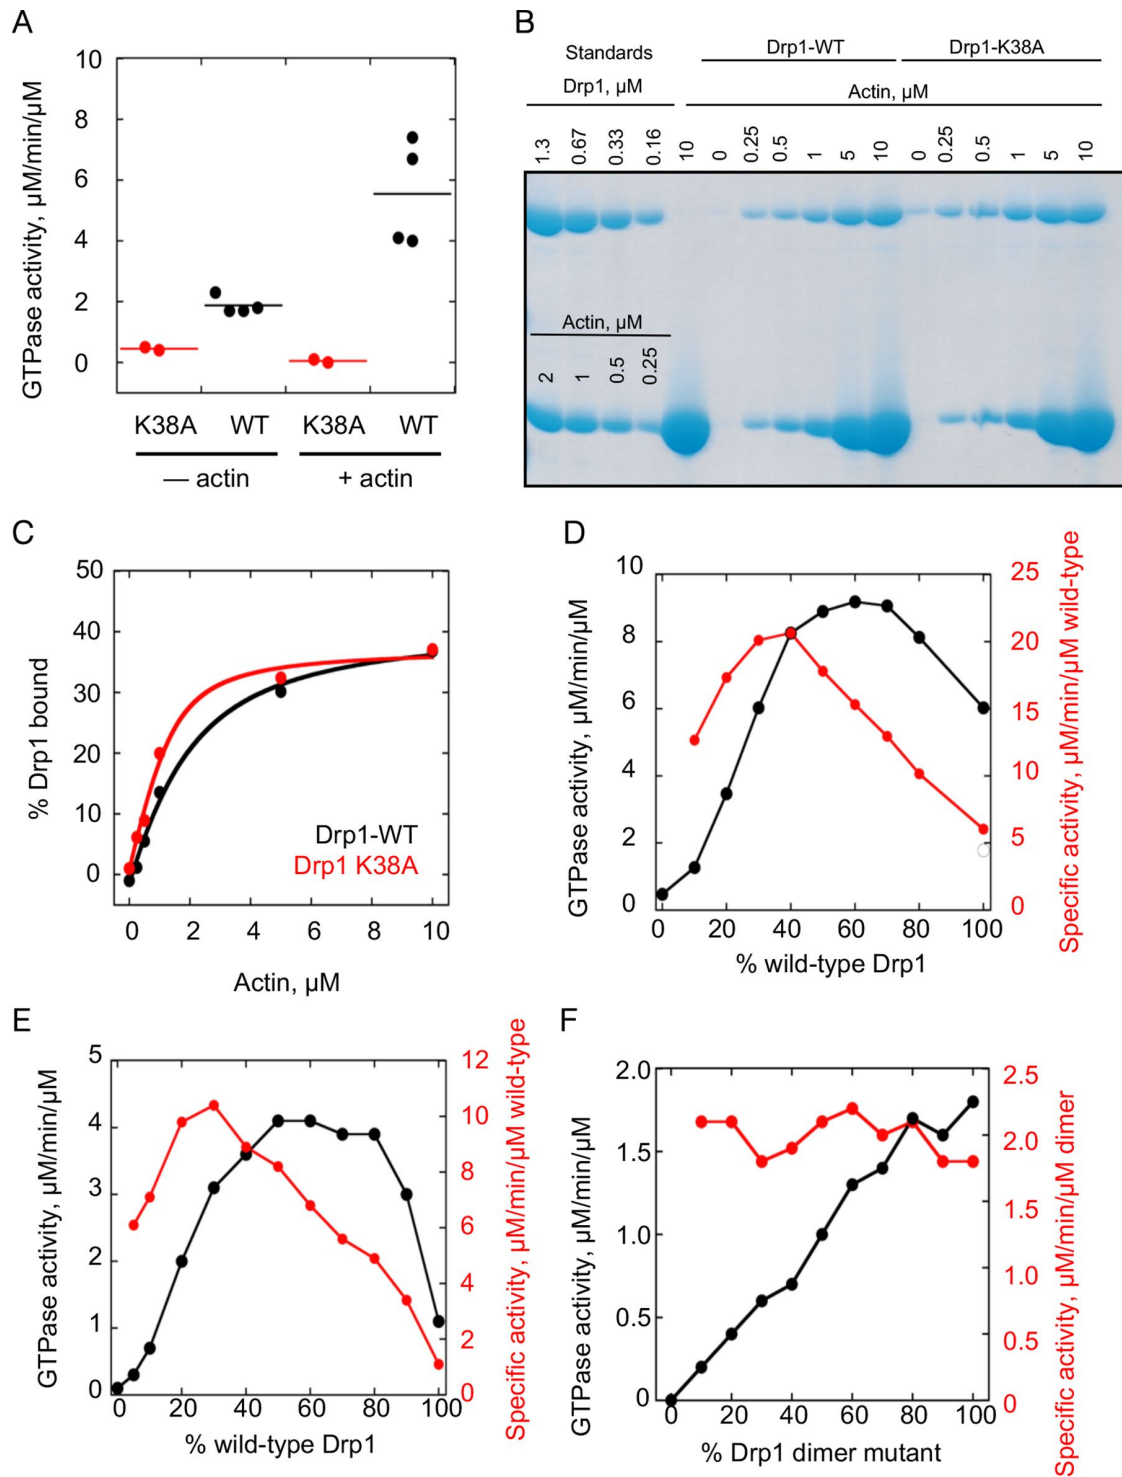 A
GTPase activity, µM/min/µM
10
8
6
4
2
0
K38A WT K38A WT
— actin + actin
B
Standards Drp1-WT Drp1-K38A
Drp1, µM Actin, µM
1.3 0.67 0.33 0.16 10 0 0.25 0.5 1 5 10 0 0.25 0.5 1 5 10
Actin, µM
2 1 0.5 0.25
C
% Drp1 bound
50
40
30
20
10
0
Drp1-WT
Drp1 K38A
0 2 4 6 8 10
Actin, µM
D
GTPase activity, µM/min/µM
10
8
6
4
2
0
Specific activity, µM/min/µM wild-type
25
20
15
10
5
0
0 20 40 60 80 100
% wild-type Drp1
E
GTPase activity, µM/min/µM
5
4
3
2
1
0
Specific activity, µM/min/µM wild-type
12
10
8
6
4
2
0
0 20 40 60 80 100
% wild-type Drp1
F
GTPase activity, µM/min/µM
2.0
1.5
1.0
0.5
0
Specific activity, µM/min/µM dimer
2.5
2.0
1.5
1.0
0.5
0
0 20 40 60 80 100
% Drp1 dimer mutant